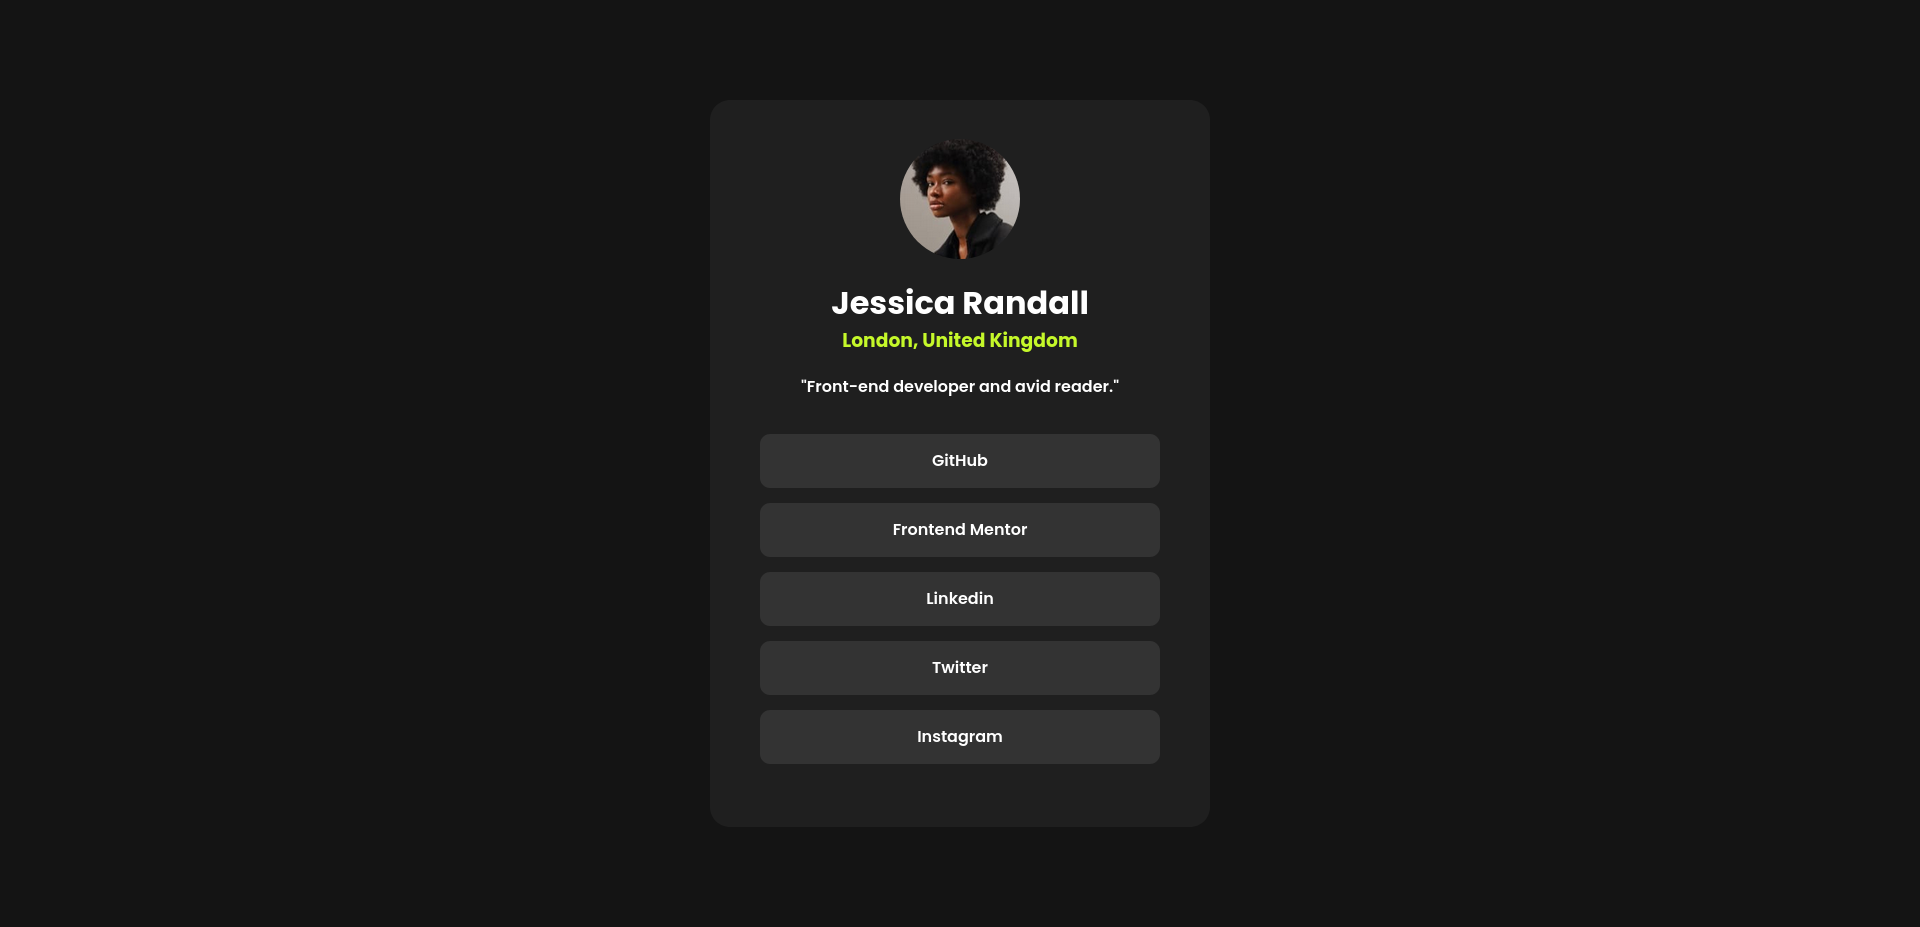 Jessica Randall
London, United Kingdom
"Front-end developer and avid reader."
GitHub
Frontend Mentor
Linkedin
Twitter
Instagram